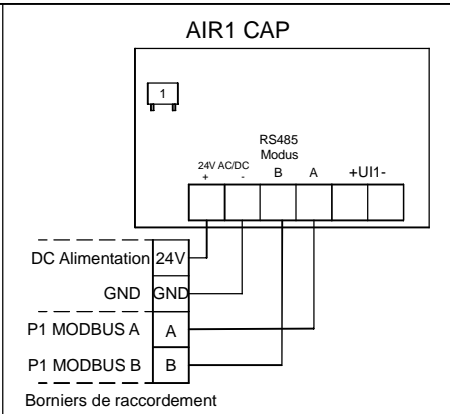 AIR1 CAP
1
RS485
Modus
24V AC/DC
+ - B A +UI1-
DC Alimentation 24V
GND GND
P1 MODBUS A A
P1 MODBUS B B
Borniers de raccordement